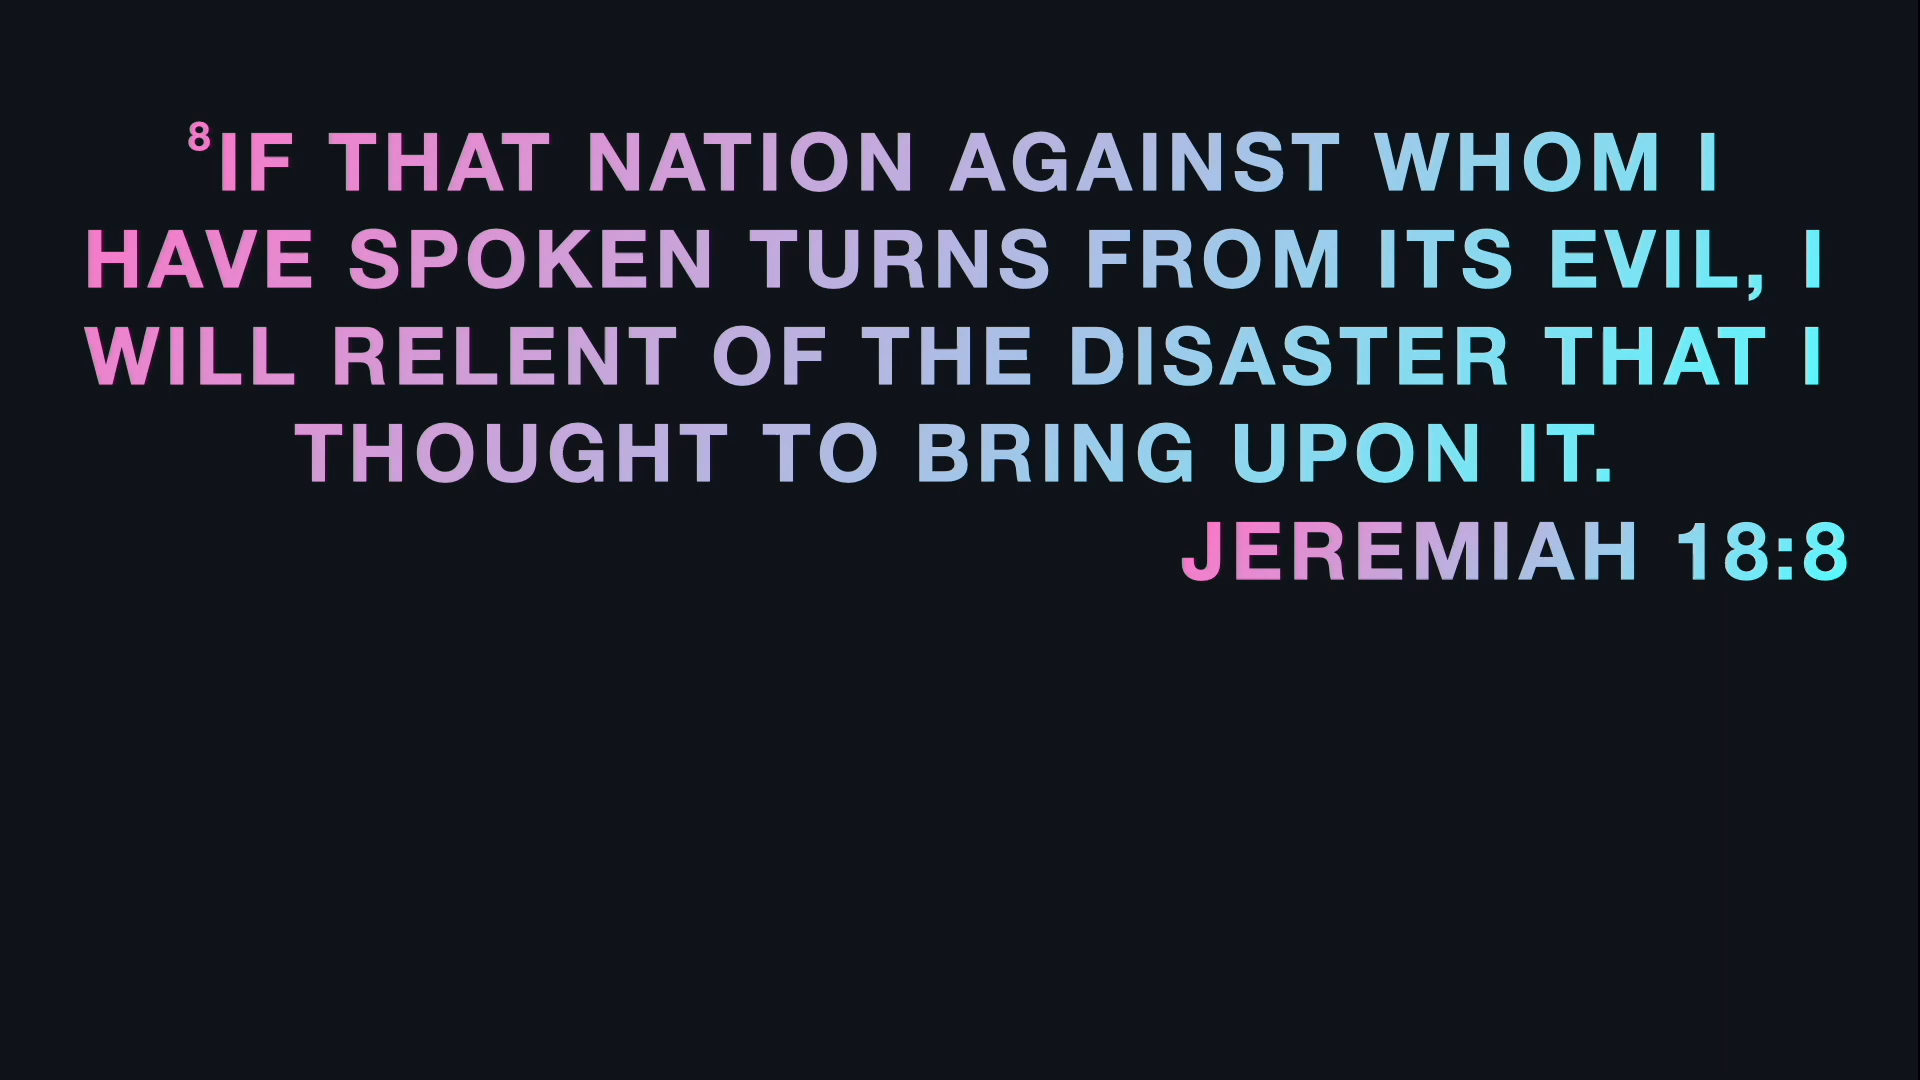 ⁸IF THAT NATION AGAINST WHOM I
HAVE SPOKEN TURNS FROM ITS EVIL, I
WILL RELENT OF THE DISASTER THAT I
THOUGHT TO BRING UPON IT.
JEREMIAH 18:8